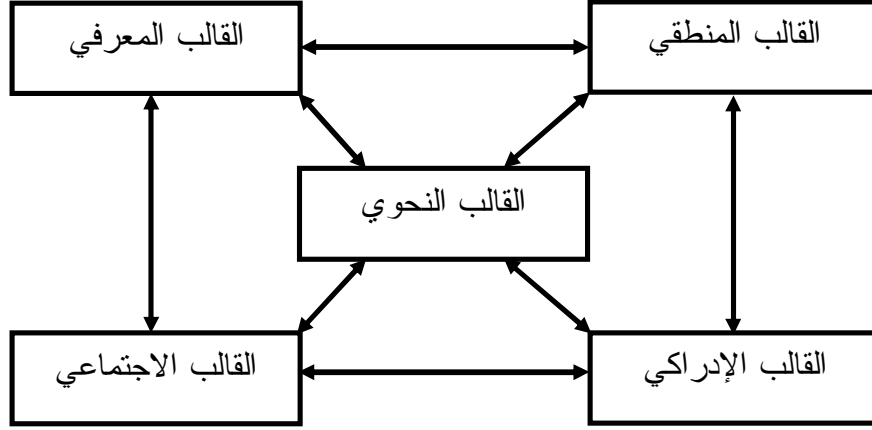 القالب المنطقي
القالب المعرفي
القالب النحوي
القالب الإدراكي
القالب الاجتماعي